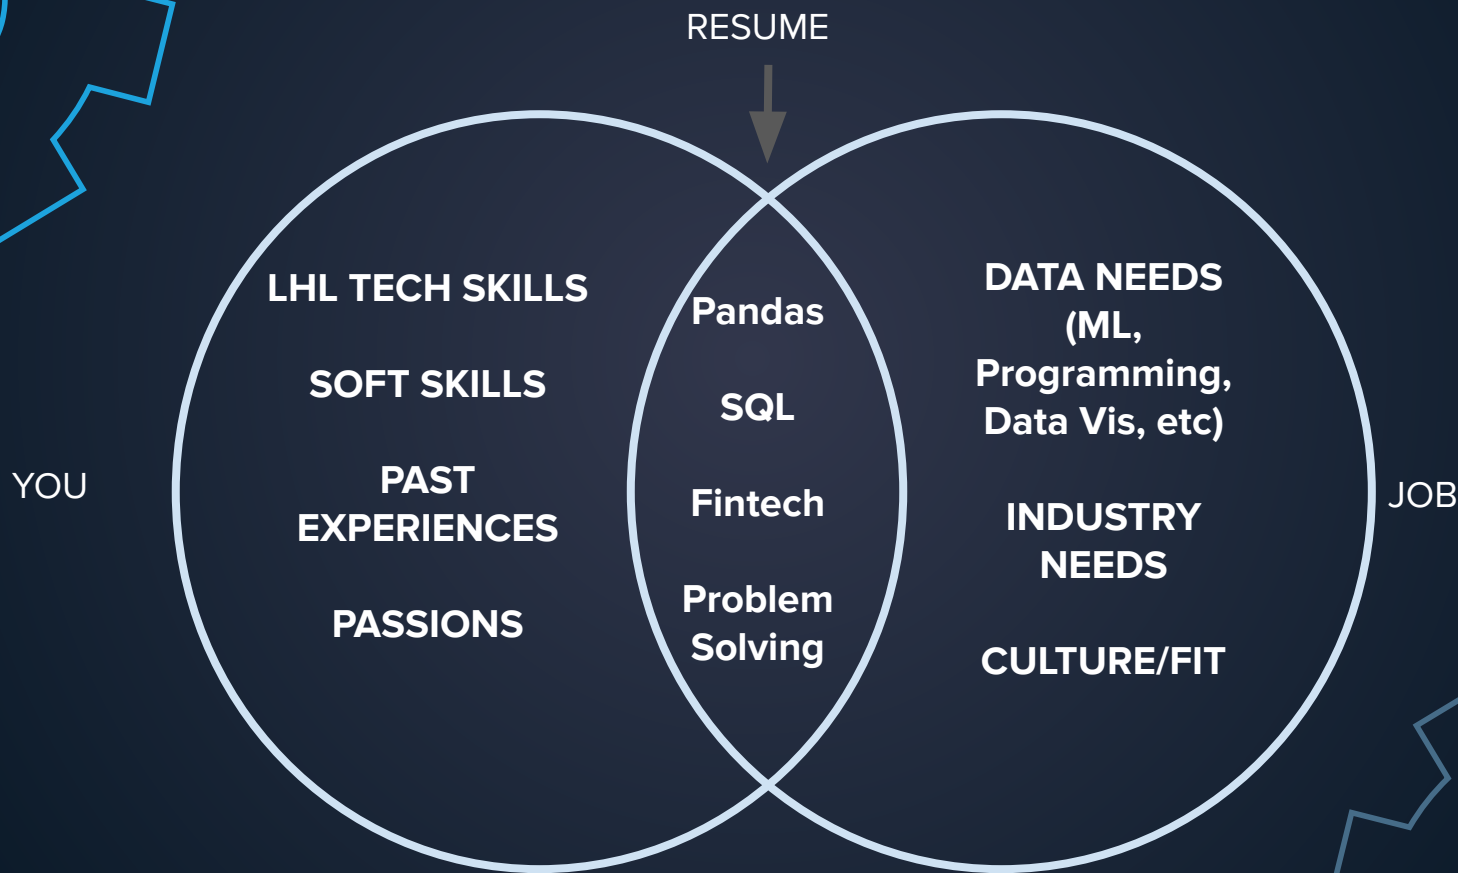 RESUME
YOU
LHL TECH SKILLS
SOFT SKILLS
PAST
EXPERIENCES
PASSIONS
Pandas
SQL
Fintech
Problem
Solving
DATA NEEDS
(ML,
Programming,
Data Vis, etc)
INDUSTRY
NEEDS
CULTURE/FIT
JOB